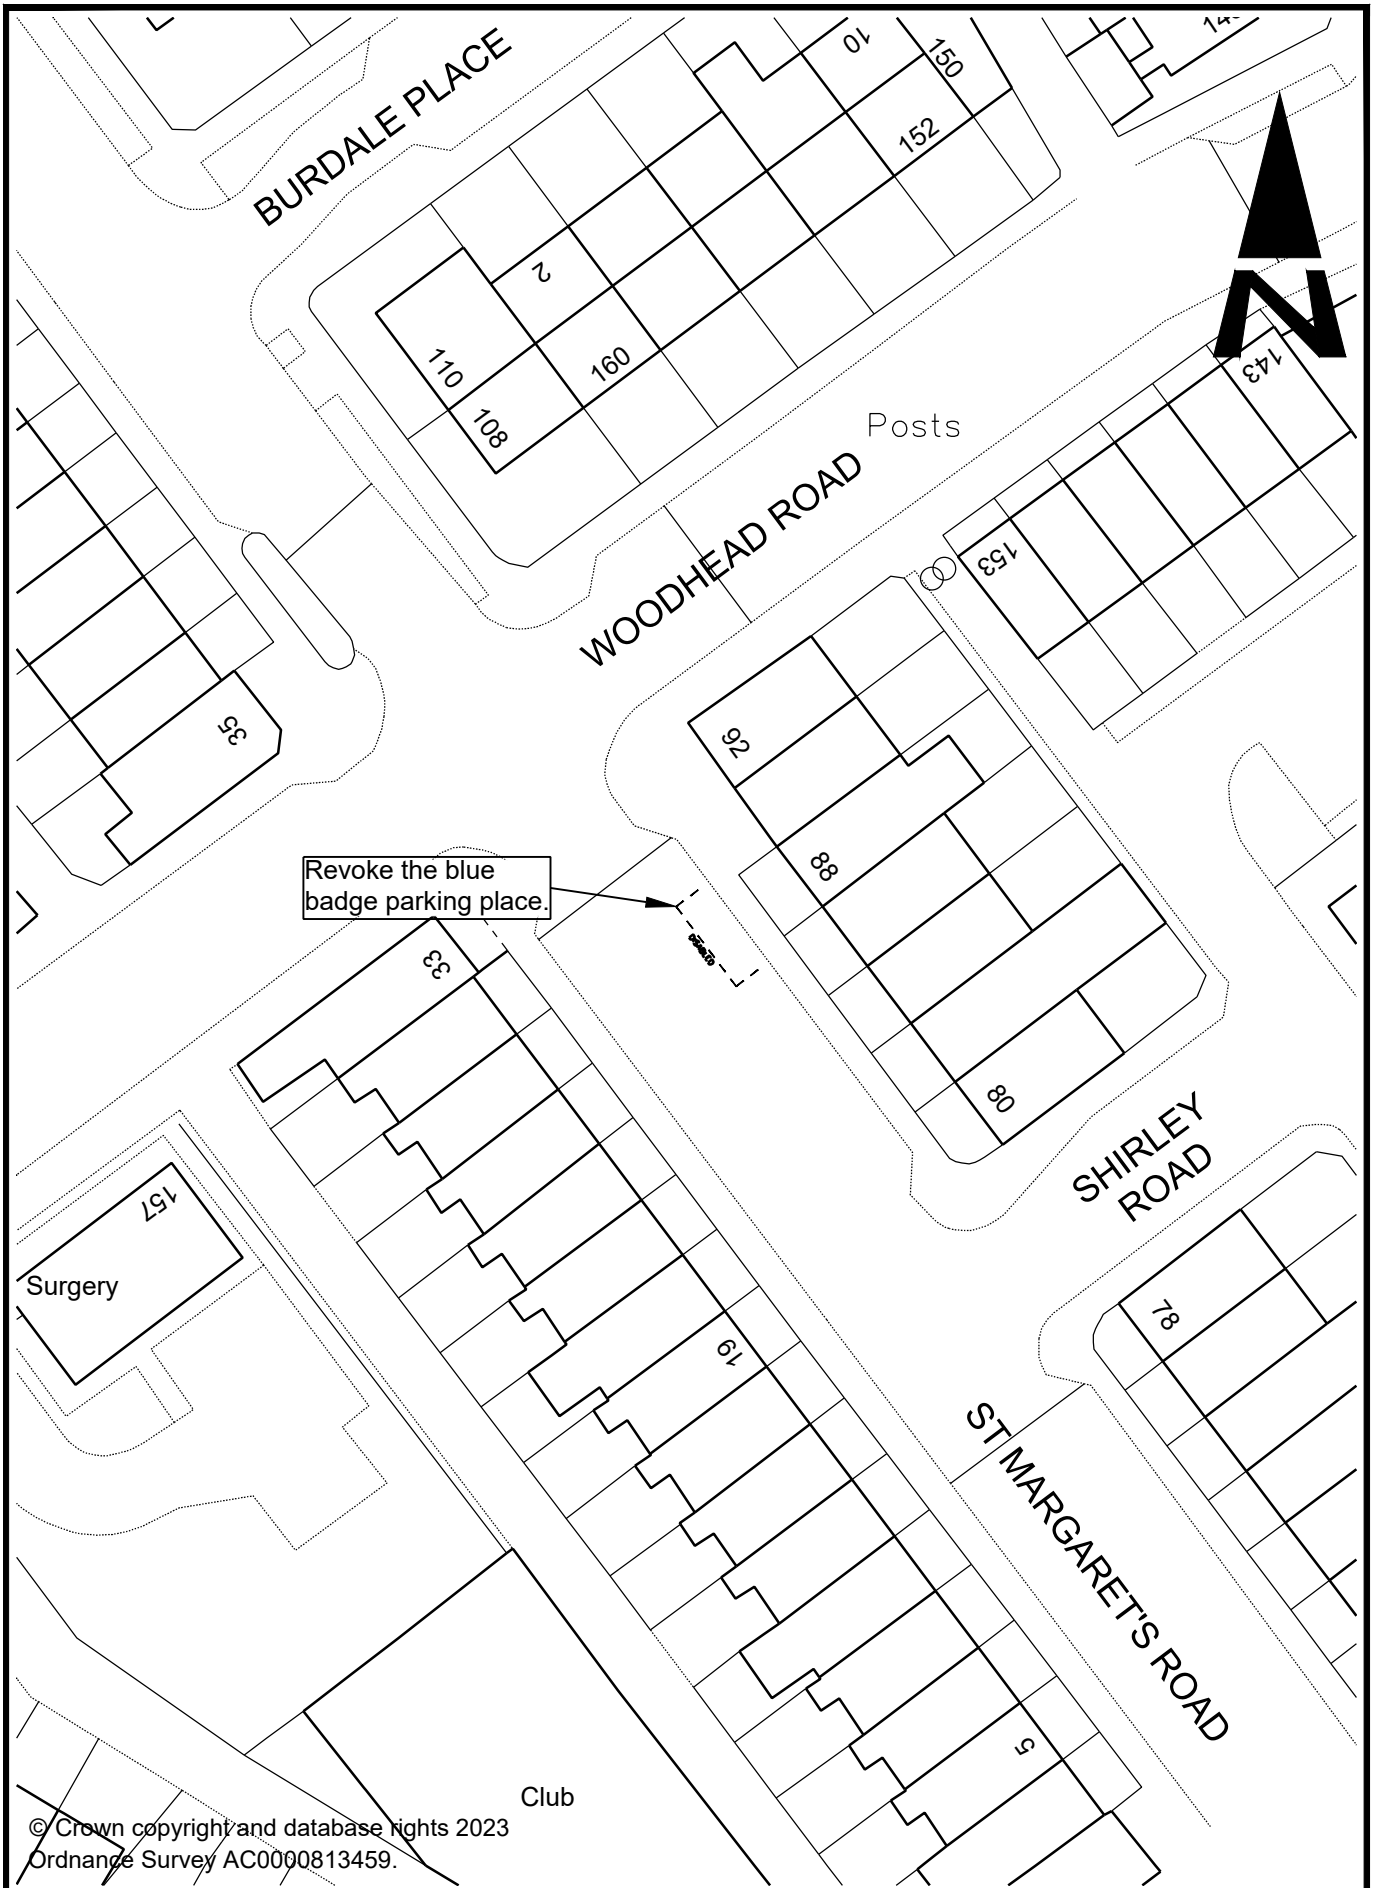 BURDALE PLACE
10
150
152
2
110
160
108
N
143
Posts
WOODHEAD ROAD
153
35
92
88
Revoke the blue
badge parking place.
DISABLED
33
80
SHIRLEY
ROAD
157
Surgery
78
19
ST MARGARET'S ROAD
5
Club
© Crown copyright and database rights 2023
Ordnance Survey AC0000813459.